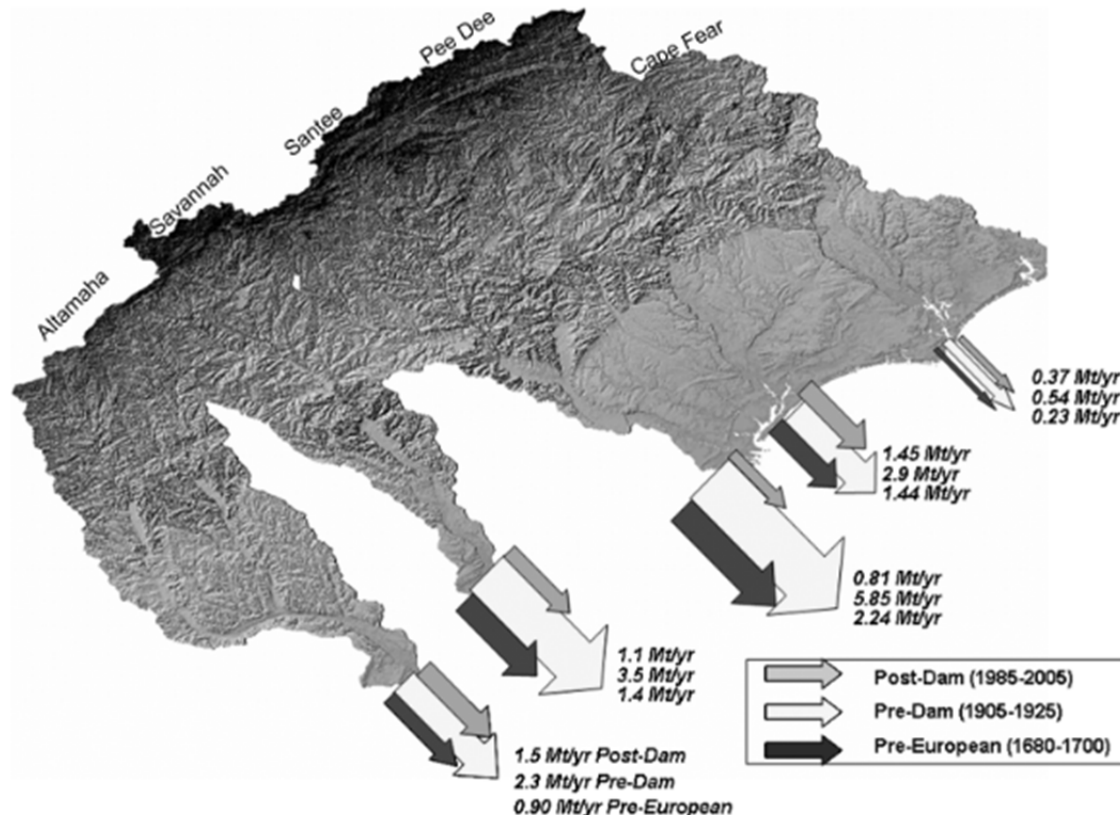 Pee Dee
Cape Fear
Santee
Savannah
Altamaha
0.37 Mt/yr
0.54 Mt/yr
0.23 Mt/yr
1.45 Mt/yr
2.9 Mt/yr
1.44 Mt/yr
0.81 Mt/yr
5.85 Mt/yr
2.24 Mt/yr
1.1 Mt/yr
3.5 Mt/yr
1.4 Mt/yr
1.5 Mt/yr Post-Dam
2.3 Mt/yr Pre-Dam
0.90 Mt/yr Pre-European
Post-Dam (1985-2005)
Pre-Dam (1905-1925)
Pre-European (1680-1700)